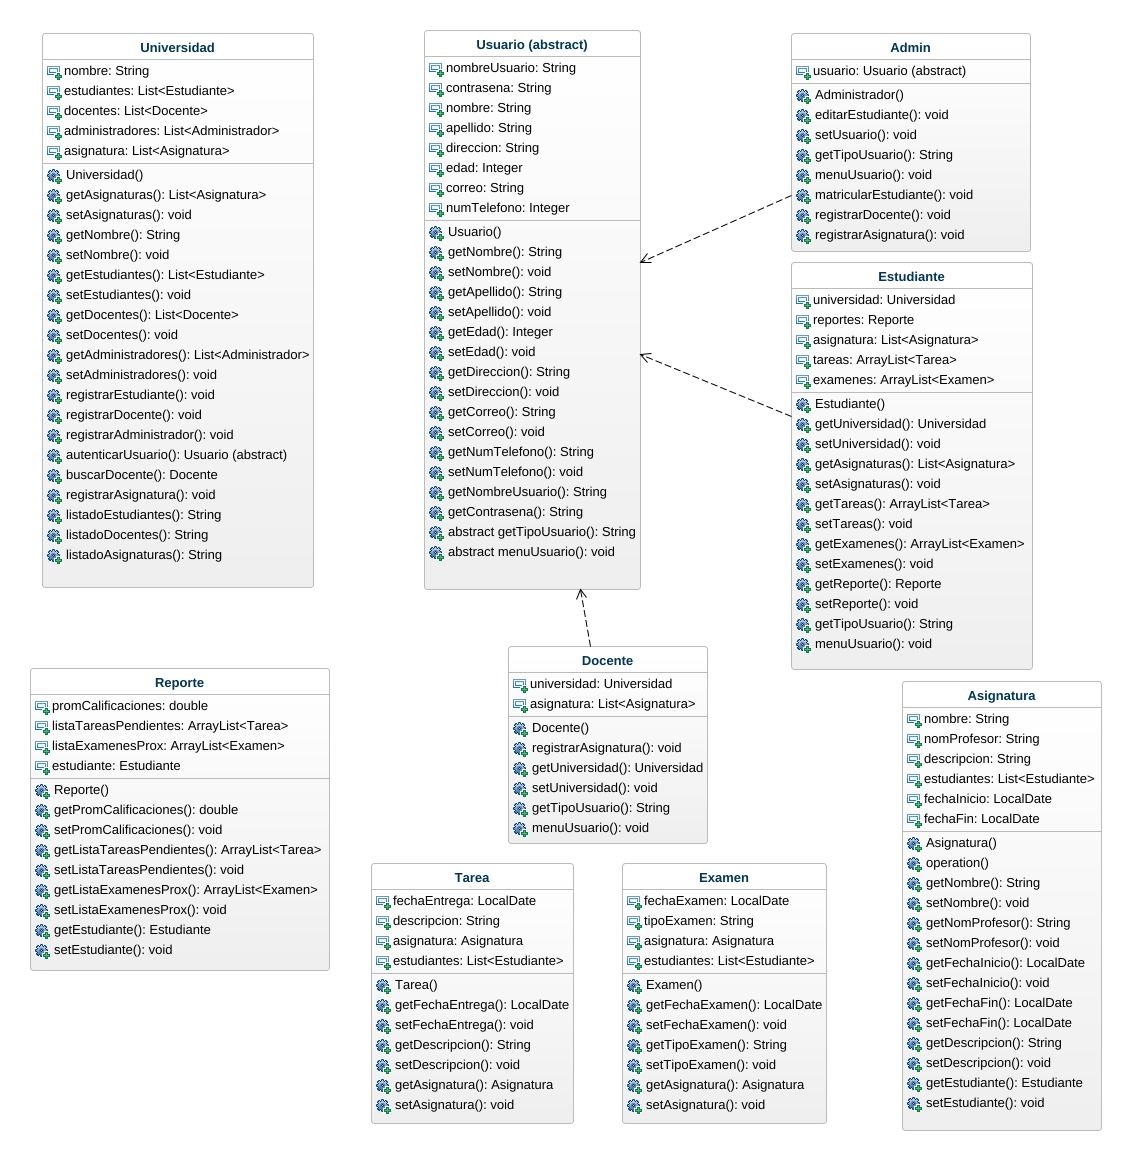 Universidad
nombre: String
estudiantes: List<Estudiante>
docentes: List<Docente>
administradores: List<Administrador>
asignatura: List<Asignatura>
Universidad()
getAsignaturas(): List<Asignatura>
setAsignaturas(): void
getNombre(): String
setNombre(): void
getEstudiantes(): List<Estudiante>
setEstudiantes(): void
getDocentes(): List<Docente>
setDocentes(): void
getAdministradores(): List<Administrador>
setAdministradores(): void
registrarEstudiante(): void
registrarDocente(): void
registrarAdministrador(): void
autenticarUsuario(): Usuario (abstract)
buscarDocente(): Docente
registrarAsignatura(): void
listadoEstudiantes(): String
listadoDocentes(): String
listadoAsignaturas(): String
Usuario (abstract)
nombreUsuario: String
contrasena: String
nombre: String
apellido: String
direccion: String
edad: Integer
correo: String
numTelefono: Integer
Usuario()
getNombre(): String
setNombre(): void
getApellido(): String
setApellido(): void
getEdad(): Integer
setEdad(): void
getDireccion(): String
setDireccion(): void
getCorreo(): String
setCorreo(): void
getNumTelefono(): String
setNumTelefono(): void
getNombreUsuario(): String
getContrasena(): String
abstract getTipoUsuario(): String
abstract menuUsuario(): void
Admin
usuario: Usuario (abstract)
Administrador()
editarEstudiante(): void
setUsuario(): void
getTipoUsuario(): String
menuUsuario(): void
matricularEstudiante(): void
registrarDocente(): void
registrarAsignatura(): void
Estudiante
universidad: Universidad
reportes: Reporte
asignatura: List<Asignatura>
tareas: ArrayList<Tarea>
examenes: ArrayList<Examen>
Estudiante()
getUniversidad(): Universidad
setUniversidad(): void
getAsignaturas(): List<Asignatura>
setAsignaturas(): void
getTareas(): ArrayList<Tarea>
setTareas(): void
getExamenes(): ArrayList<Examen>
setExamenes(): void
getReporte(): Reporte
setReporte(): void
getTipoUsuario(): String
menuUsuario(): void
Docente
universidad: Universidad
asignatura: List<Asignatura>
Docente()
registrarAsignatura(): void
getUniversidad(): Universidad
setUniversidad(): void
getTipoUsuario(): String
menuUsuario(): void
Reporte
promCalificaciones: double
listaTareasPendientes: ArrayList<Tarea>
listaExamenesProx: ArrayList<Examen>
estudiante: Estudiante
Reporte()
getPromCalificaciones(): double
setPromCalificaciones(): void
getListaTareasPendientes(): ArrayList<Tarea>
setListaTareasPendientes(): void
getListaExamenesProx(): ArrayList<Examen>
setListaExamenesProx(): void
getEstudiante(): Estudiante
setEstudiante(): void
Asignatura
nombre: String
nomProfesor: String
descripcion: String
estudiantes: List<Estudiante>
fechaInicio: LocalDate
fechaFin: LocalDate
Asignatura()
operation()
getNombre(): String
setNombre(): void
getNomProfesor(): String
setNomProfesor(): void
getFechaInicio(): LocalDate
setFechaInicio(): void
getFechaFin(): LocalDate
setFechaFin(): LocalDate
getDescripcion(): String
setDescripcion(): void
getEstudiante(): Estudiante
setEstudiante(): void
Tarea
fechaEntrega: LocalDate
descripcion: String
asignatura: Asignatura
estudiantes: List<Estudiante>
Tarea()
getFechaEntrega(): LocalDate
setFechaEntrega(): void
getDescripcion(): String
setDescripcion(): void
getAsignatura(): Asignatura
setAsignatura(): void
Examen
fechaExamen: LocalDate
tipoExamen: String
asignatura: Asignatura
estudiantes: List<Estudiante>
Examen()
getFechaExamen(): LocalDate
setFechaExamen(): void
getTipoExamen(): String
setTipoExamen(): void
getAsignatura(): Asignatura
setAsignatura(): void